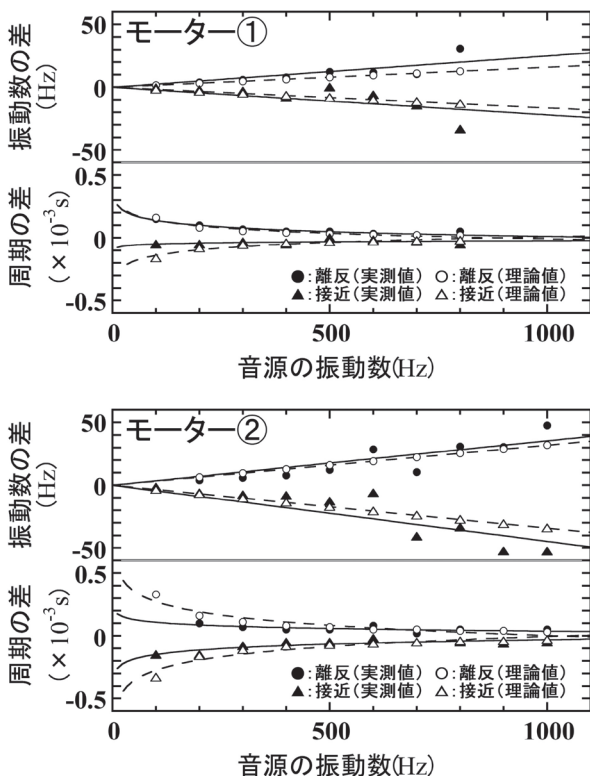 モーター①
振動数の差
(Hz)
50
0
-50
周期の差
(×10⁻³s)
0.5
0
-0.5
●:離反(実測値) ○:離反(理論値)
▲:接近(実測値) △:接近(理論値)
0 500 1000
音源の振動数(Hz)
モーター②
振動数の差
(Hz)
50
0
-50
周期の差
(×10⁻³s)
0.5
0
-0.5
●:離反(実測値) ○:離反(理論値)
▲:接近(実測値) △:接近(理論値)
0 500 1000
音源の振動数(Hz)